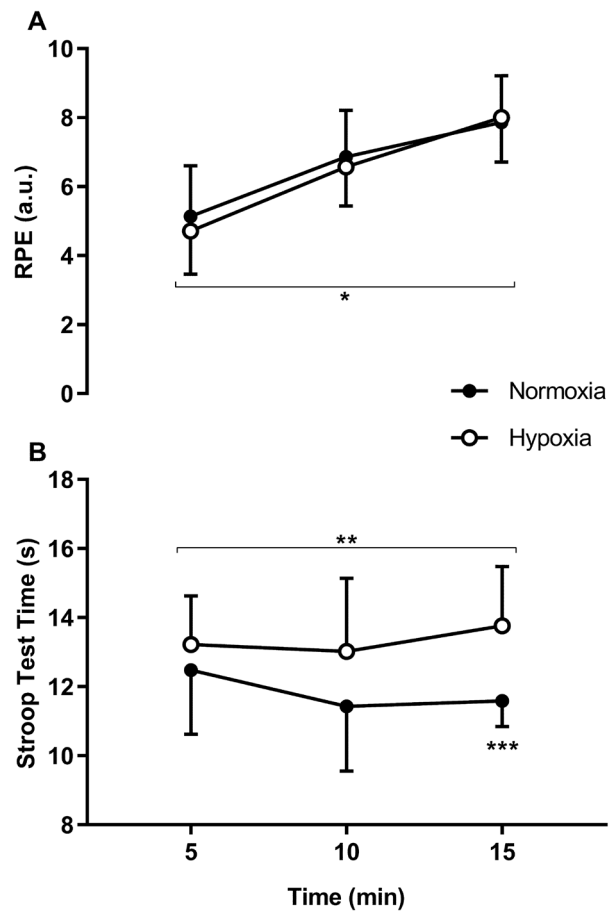 A
10
8
6
4
2
0
RPE (a.u.)
*
Normoxia
Hypoxia
B
18
16
14
12
10
8
Stroop Test Time (s)
**
***
5 10 15
Time (min)